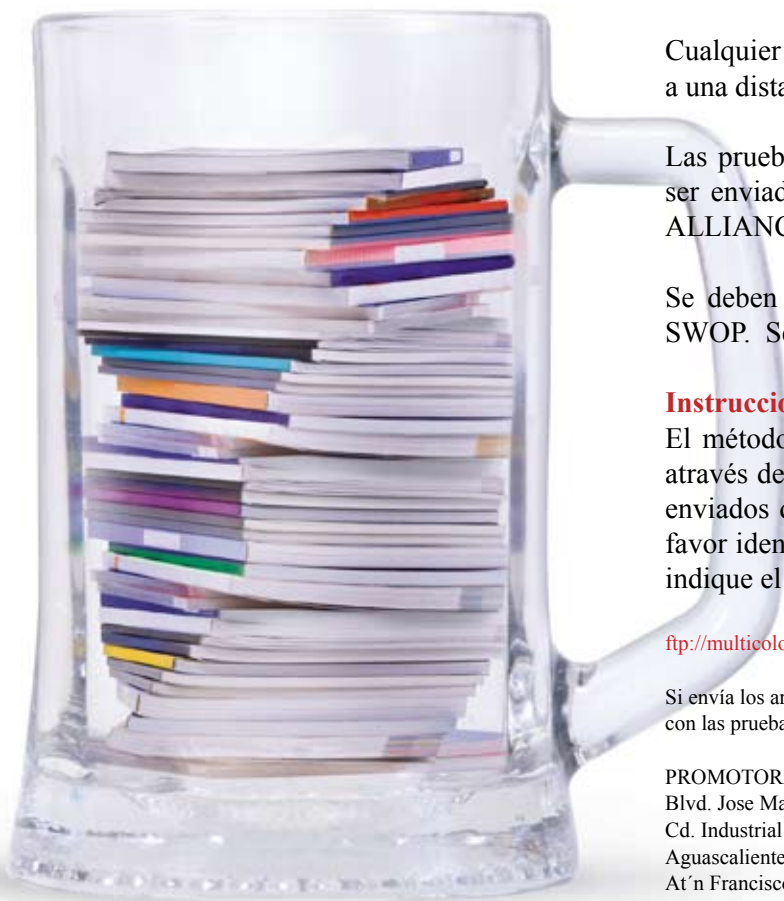 Cualquier
a una dista
Las prueb
ser enviad
ALLIANC
Se deben
SWOP. Se
Instruccio
El método
através de
enviados d
favor iden
indique el
ftp://multicolo
Si envía los ar
con las prueba
PROMOTOR
Blvd. Jose Ma
Cd. Industrial
Aguascaliente
At´n Francisco